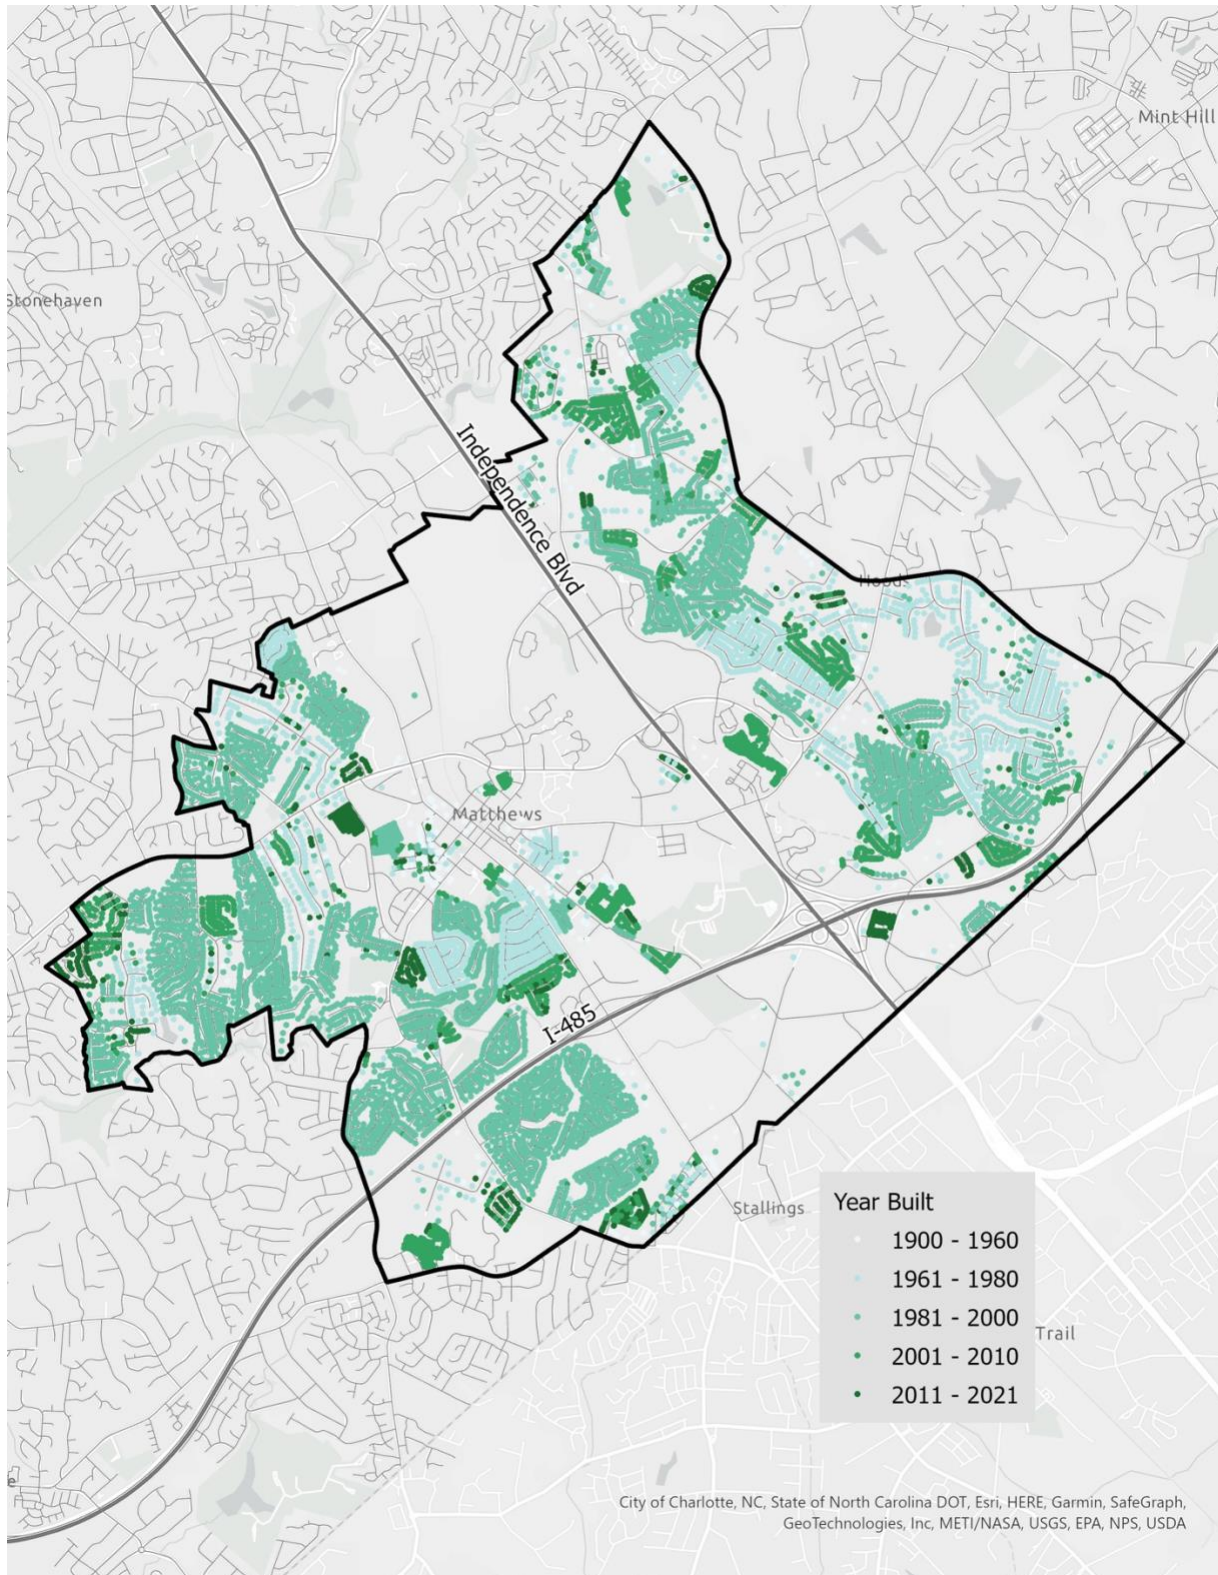 Mint Hill
Stonehaven
Independence Blvd
Hoods
Matthews
I-485
Stallings
Year Built
1900 - 1960
1961 - 1980
1981 - 2000
2001 - 2010
2011 - 2021
Trail
e
City of Charlotte, NC, State of North Carolina DOT, Esri, HERE, Garmin, SafeGraph,
GeoTechnologies, Inc, METI/NASA, USGS, EPA, NPS, USDA